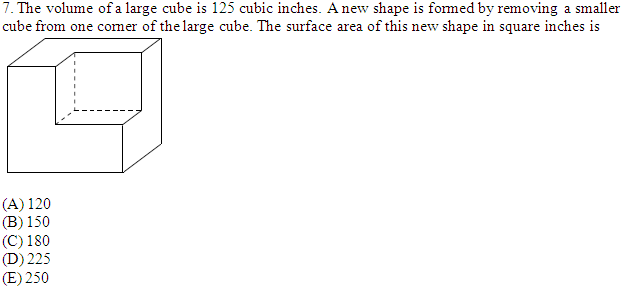 7. The volume of a large cube is 125 cubic inches. A new shape is formed by removing a smaller
cube from one corner of the large cube. The surface area of this new shape in square inches is
(A) 120
(B) 150
(C) 180
(D) 225
(E) 250